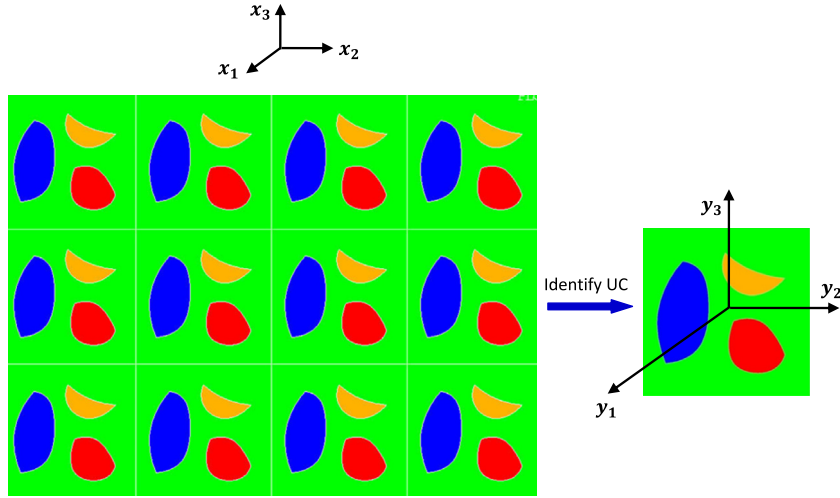 x₃
x₂
x₁
Identify UC
y₃
y₂
y₁